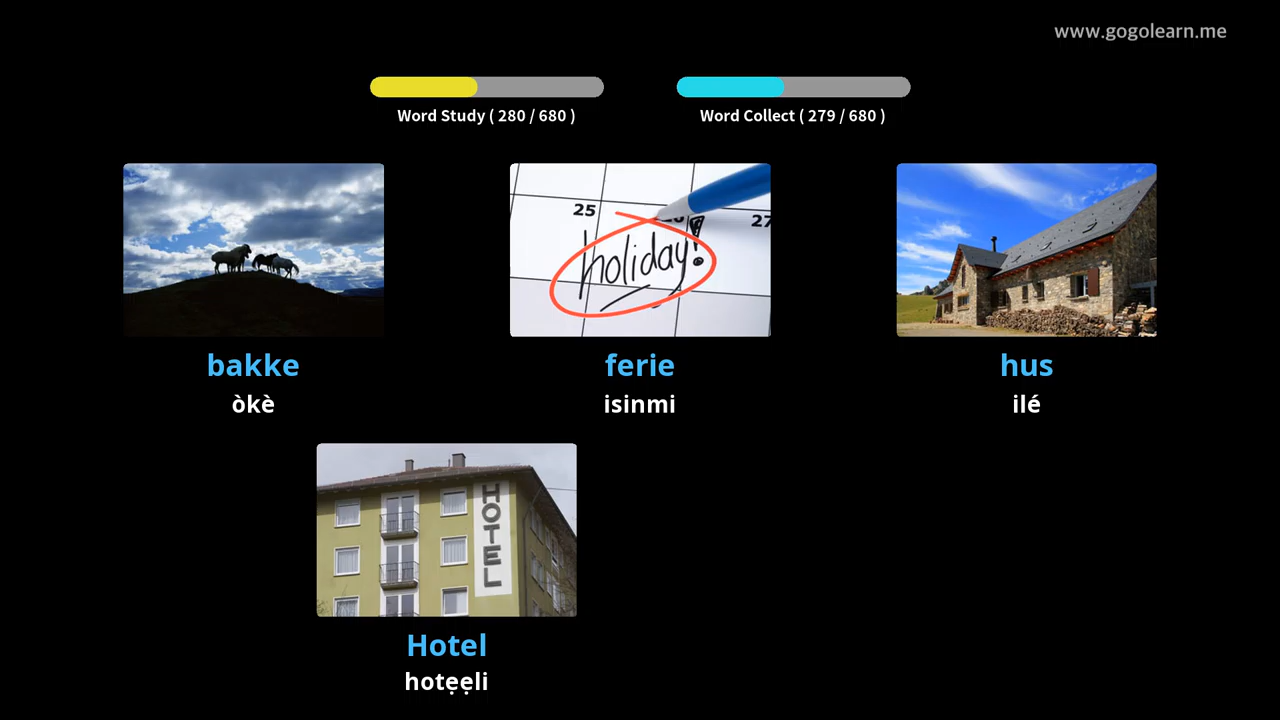 www.gogolearn.me
Word Study ( 280 / 680 )
Word Collect ( 279 / 680 )
25
27
holiday!
bakke
ferie
hus
òkè
isinmi
ilé
HOTEL
Hotel
hotẹẹli